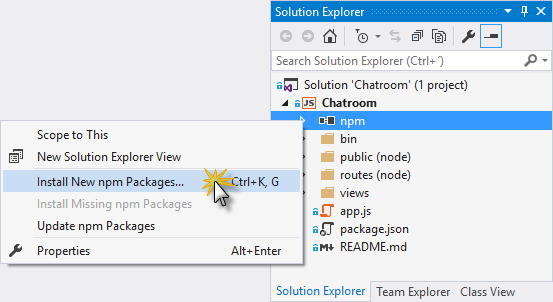 Solution Explorer
Search Solution Explorer (Ctrl+´)
Solution 'Chatroom' (1 project)
JS Chatroom
npm
bin
public (node)
routes (node)
views
app.js
package.json
README.md
Solution Explorer Team Explorer Class View
Scope to This
New Solution Explorer View
Install New npm Packages... Ctrl+K, G
Install Missing npm Packages
Update npm Packages
Properties Alt+Enter